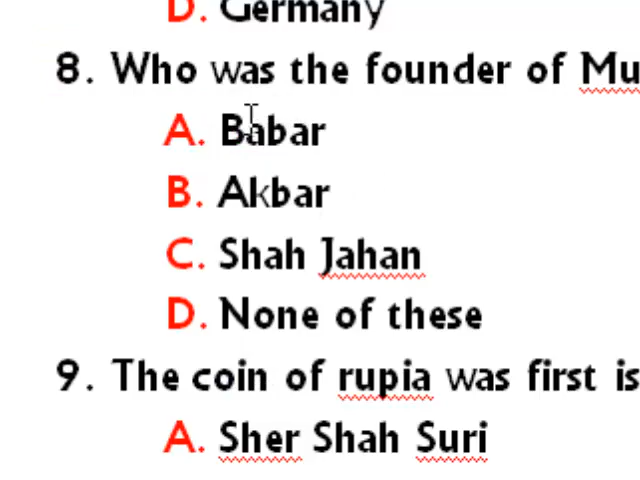 D. Germany
8. Who was the founder of Mu
A. Babar
B. Akbar
C. Shah Jahan
D. None of these
9. The coin of rupia was first is
A. Sher Shah Suri